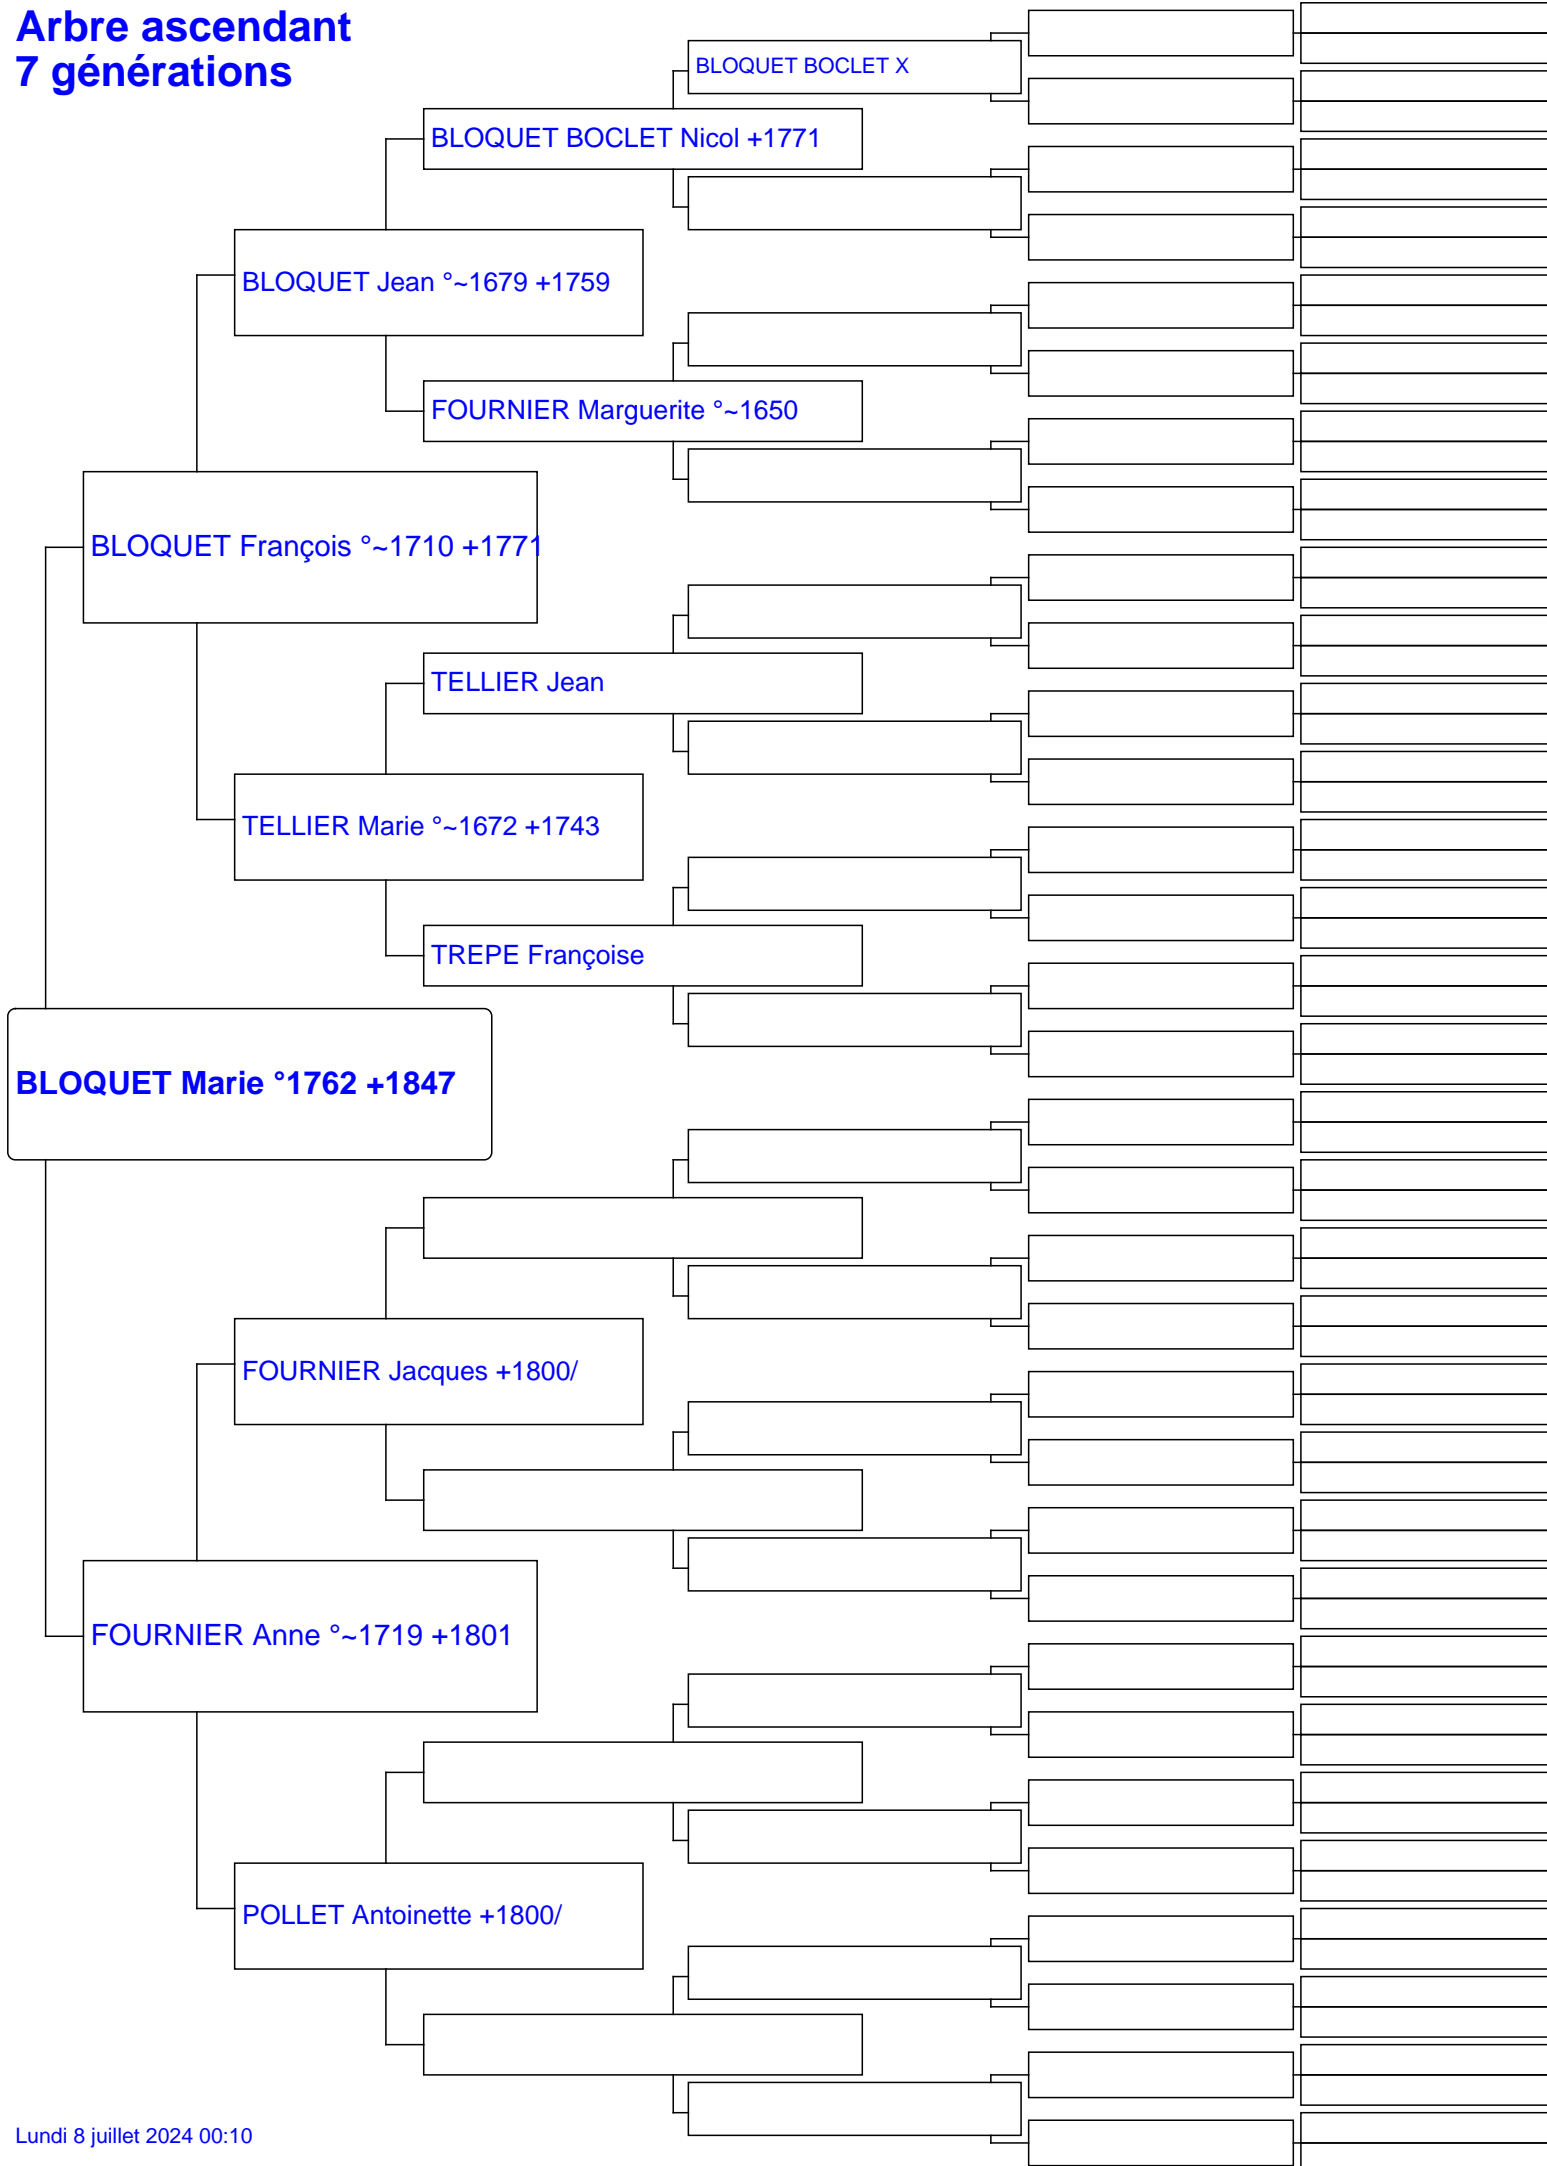 Arbre ascendant
7 générations
BLOQUET BOCLET X
BLOQUET BOCLET Nicol +1771
BLOQUET Jean °~1679 +1759
FOURNIER Marguerite °~1650
BLOQUET François °~1710 +1771
TELLIER Jean
TELLIER Marie °~1672 +1743
TREPE Françoise
BLOQUET Marie °1762 +1847
FOURNIER Jacques +1800/
FOURNIER Anne °~1719 +1801
POLLET Antoinette +1800/
Lundi 8 juillet 2024 00:10